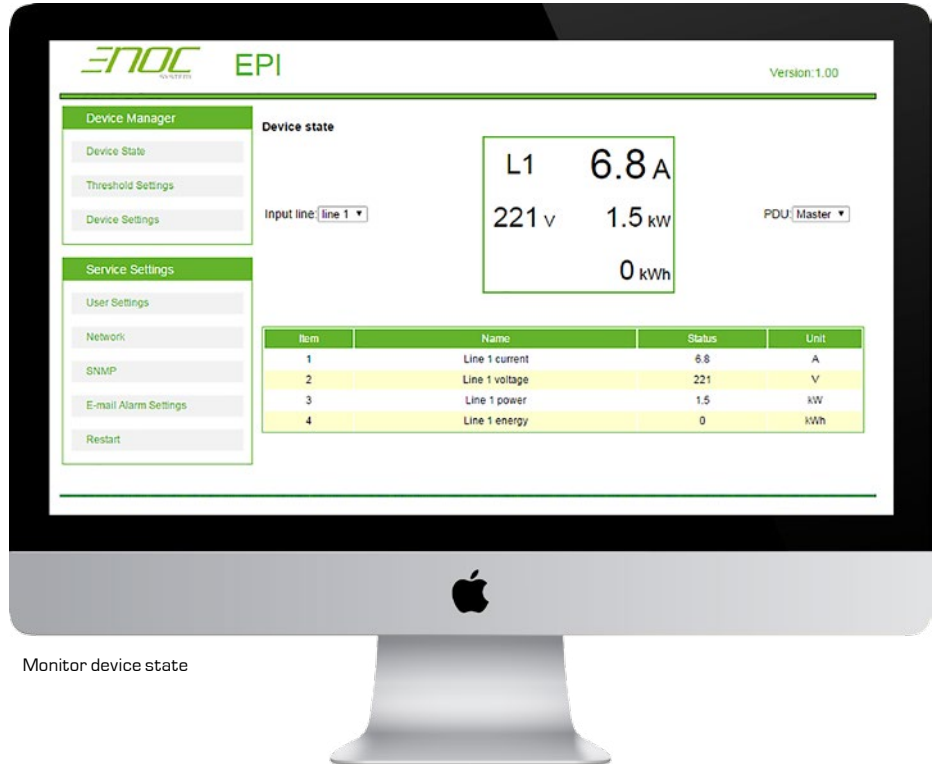 ENOC
SYSTEM
EPI
Version:1.00
Device Manager
Device State
Threshold Settings
Device Settings
Service Settings
User Settings
Network
SNMP
E-mail Alarm Settings
Restart
Device state
Input line: line 1
L1 6.8 A
221 V 1.5 kW
0 kWh
PDU: Master
Item Name Status Unit
1 Line 1 current 6.8 A
2 Line 1 voltage 221 V
3 Line 1 power 1.5 kW
4 Line 1 energy 0 kWh
Monitor device state